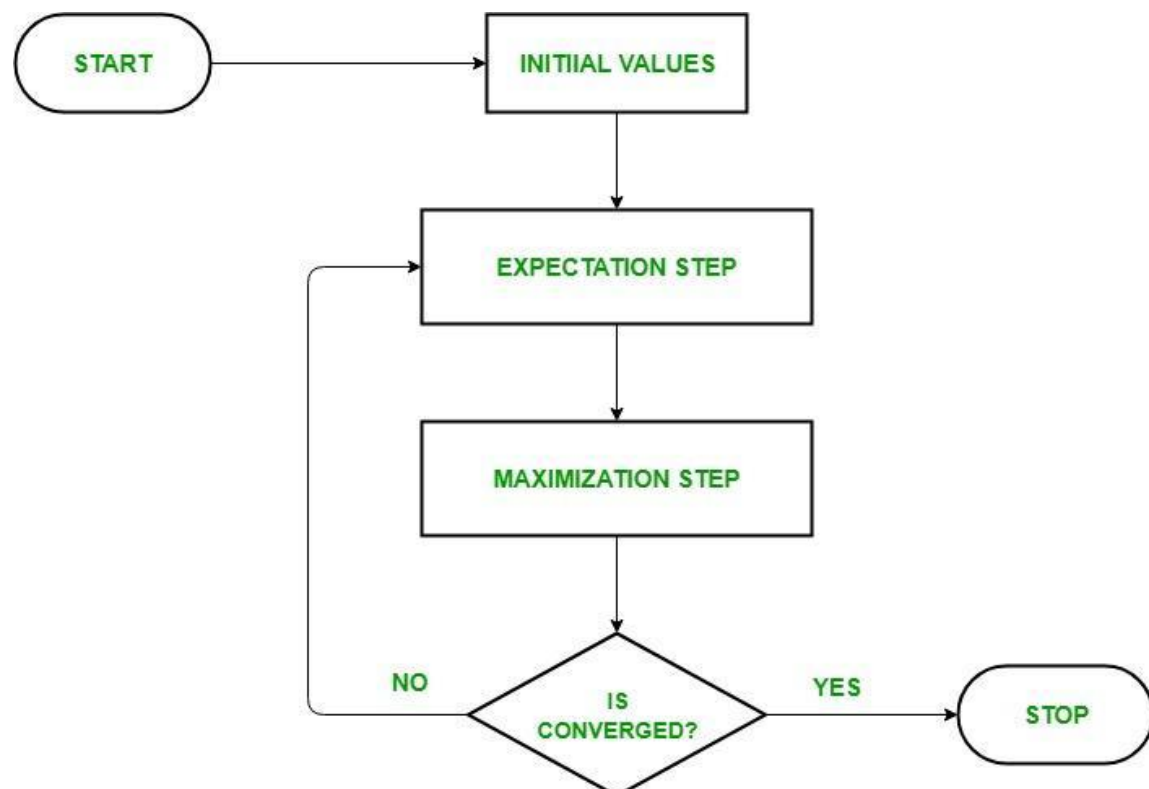 START
INITIIAL VALUES
EXPECTATION STEP
MAXIMIZATION STEP
NO
YES
IS
CONVERGED?
STOP